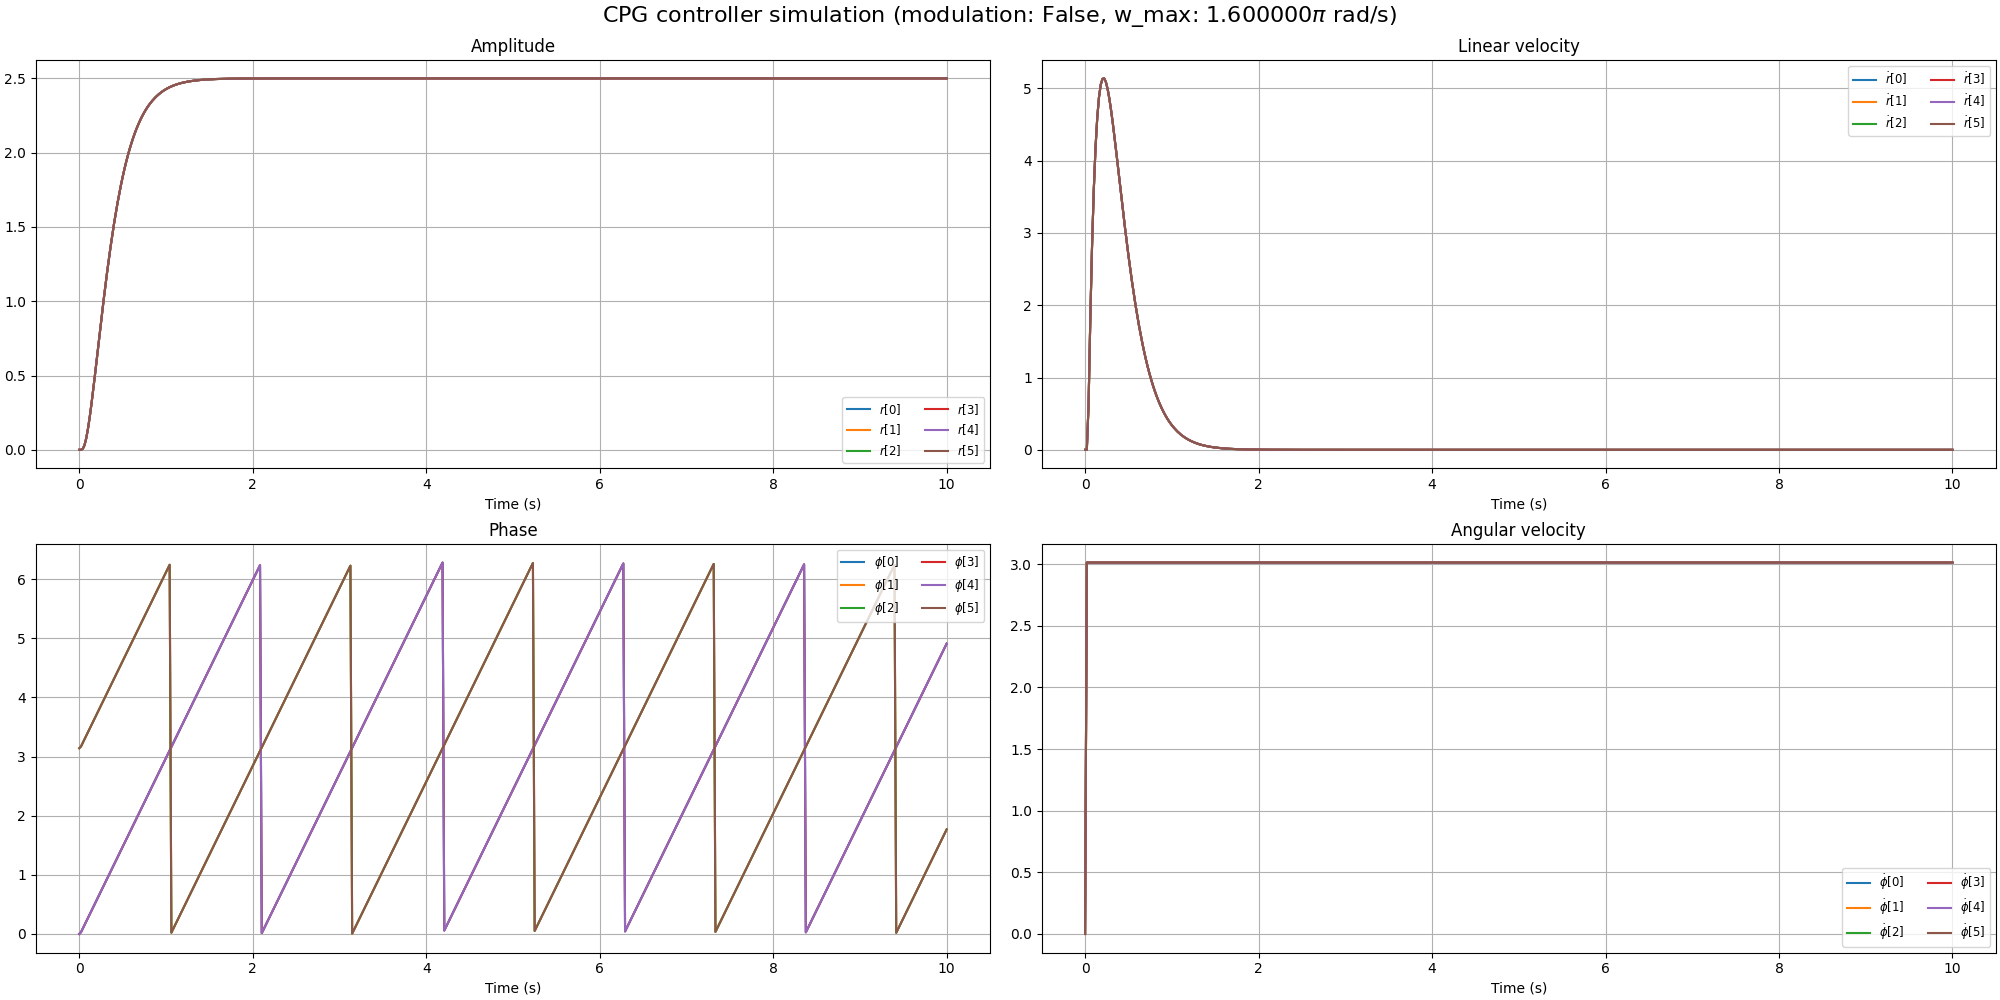 CPG controller simulation (modulation: False, w_max: 1.600000π rad/s)
Amplitude
2.5
2.0
1.5
1.0
0.5
0.0
r[0] r[3]
r[1] r[4]
r[2] r[5]
0 2 4 6 8 10
Time (s)
Linear velocity
5
4
3
2
1
0
ṙ[0] ṙ[3]
ṙ[1] ṙ[4]
ṙ[2] ṙ[5]
0 2 4 6 8 10
Time (s)
Phase
6
5
4
3
2
1
0
ϕ[0] ϕ[3]
ϕ[1] ϕ[4]
ϕ[2] ϕ[5]
0 2 4 6 8 10
Time (s)
Angular velocity
3.0
2.5
2.0
1.5
1.0
0.5
0.0
ϕ̇[0] ϕ̇[3]
ϕ̇[1] ϕ̇[4]
ϕ̇[2] ϕ̇[5]
0 2 4 6 8 10
Time (s)